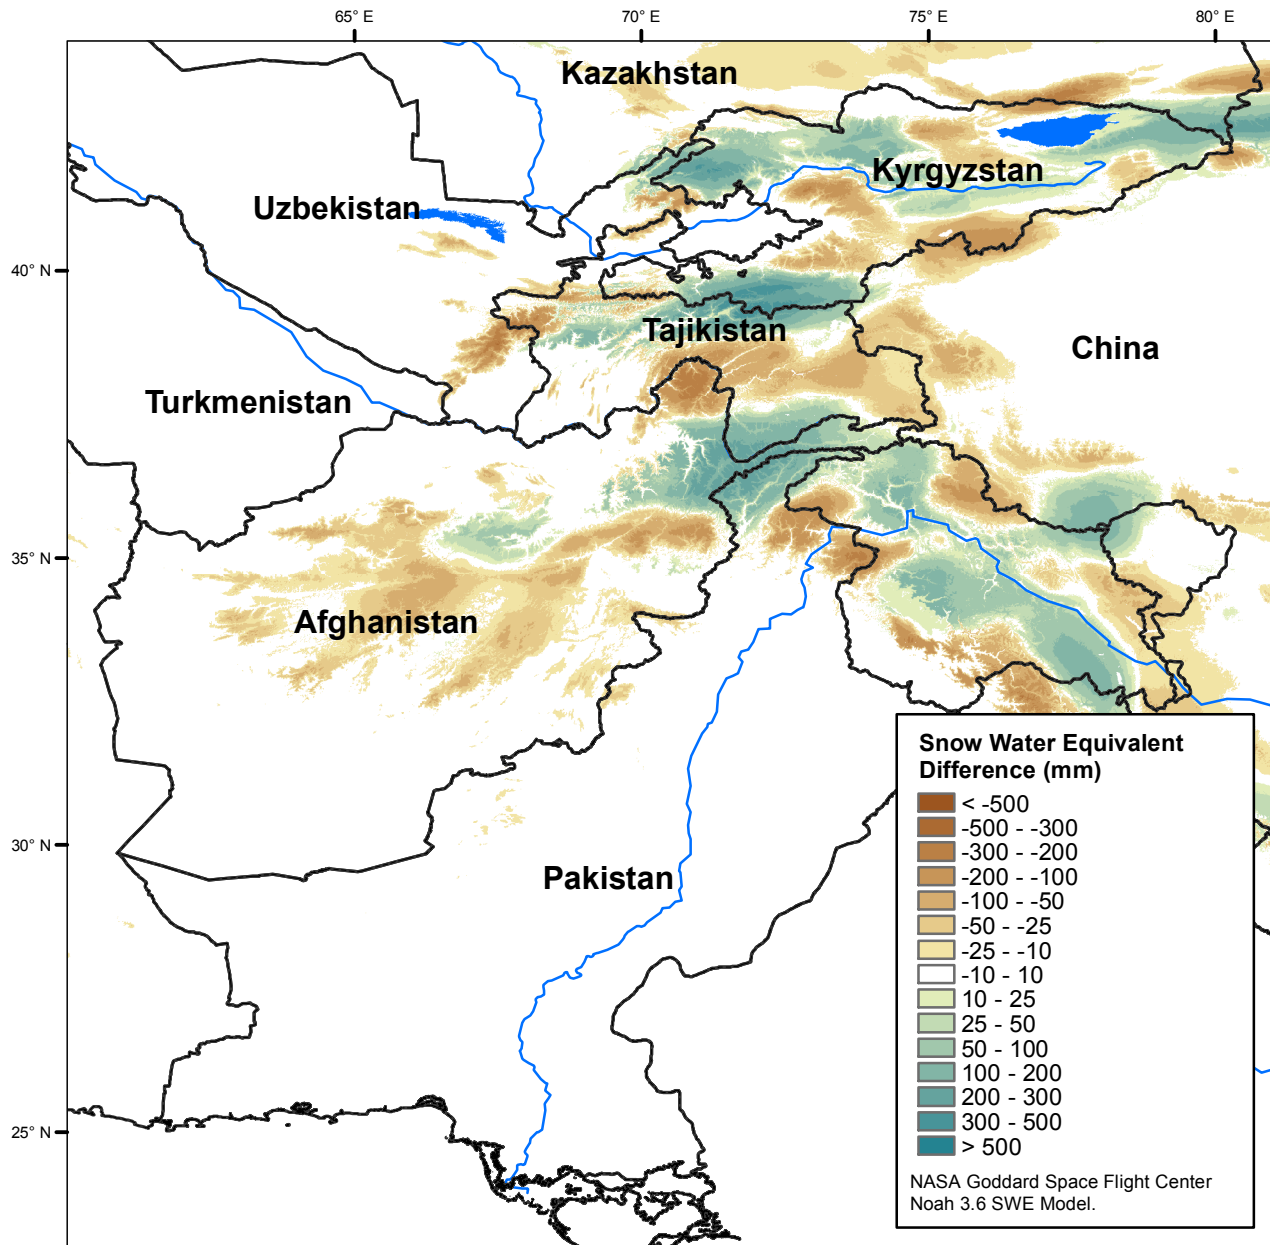 65° E
70° E
75° E
80° E
Kazakhstan
Kyrgyzstan
Uzbekistan
40° N
Tajikistan
China
Turkmenistan
35° N
Afghanistan
30° N
Pakistan
25° N
Snow Water Equivalent
Difference (mm)
< -500
-500 - -300
-300 - -200
-200 - -100
-100 - -50
-50 - -25
-25 - -10
-10 - 10
10 - 25
25 - 50
50 - 100
100 - 200
200 - 300
300 - 500
> 500
NASA Goddard Space Flight Center
Noah 3.6 SWE Model.